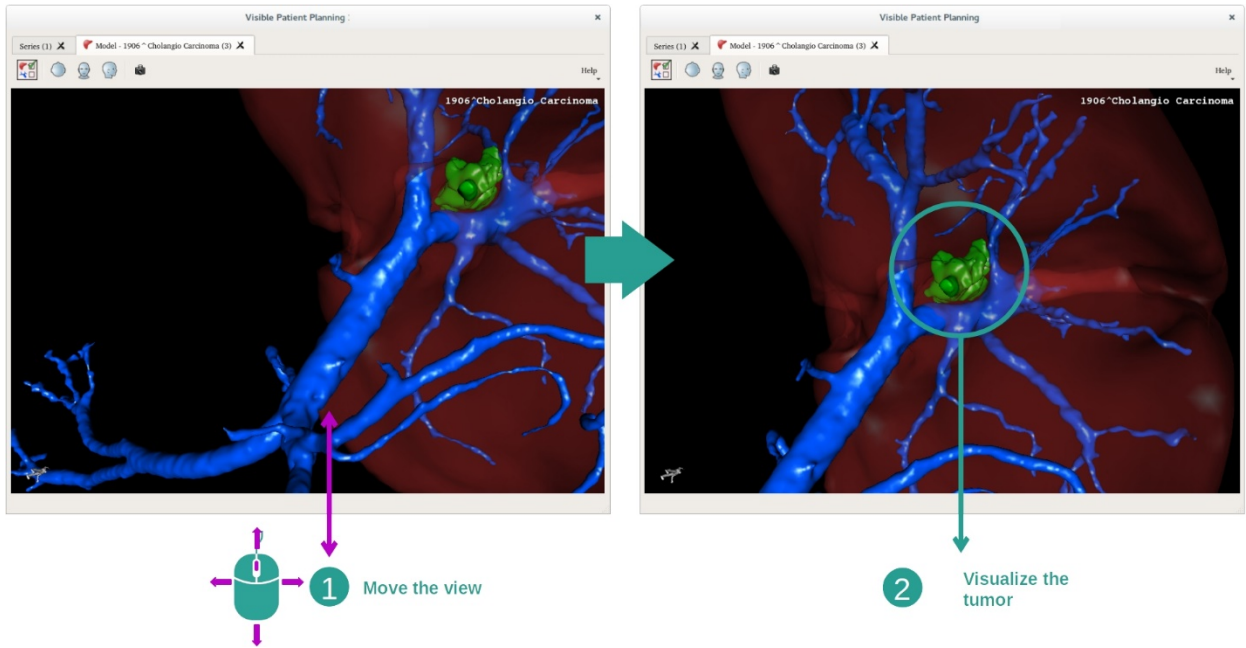 Visible Patient Planning
Series (1)
Model - 1906 ^ Cholangio Carcinoma (3)
Help
1906^Cholangio Carcinoma
Visible Patient Planning
Series (1)
Model - 1906 ^ Cholangio Carcinoma (3)
Help
1906^Cholangio Carcinoma
1 Move the view
2 Visualize the
tumor